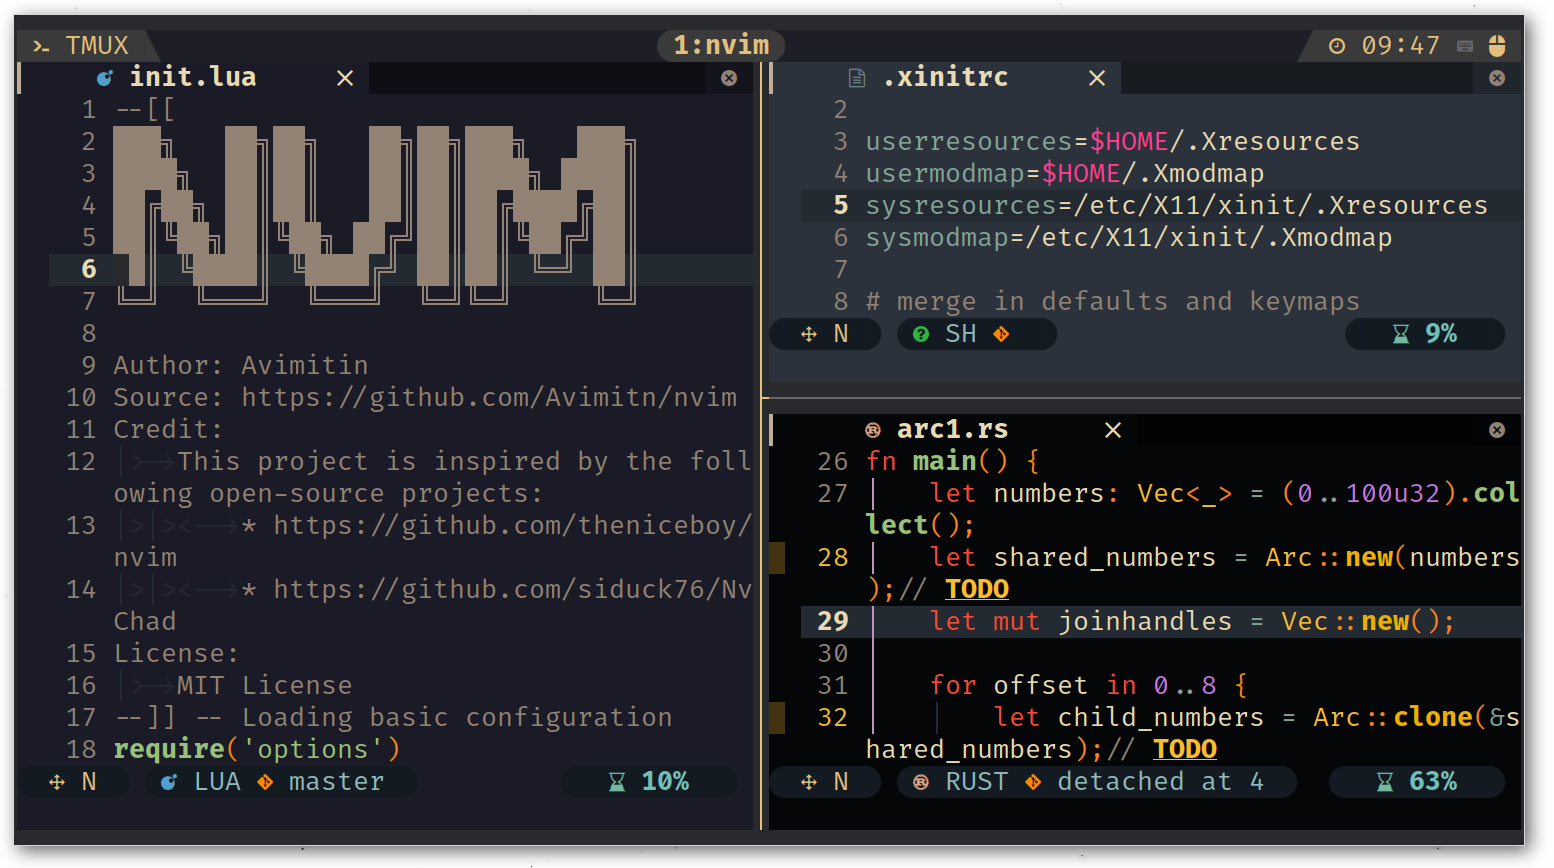 TMUX
1:nvim
09:47
init.lua
1 --[[
2
3
4
5
6
7
NVIM
8
9 Author: Avimitin
10 Source: https://github.com/Avimitn/nvim
11 Credit:
12 This project is inspired by the foll
owing open-source projects:
13 * https://github.com/theniceboy/
nvim
14 * https://github.com/siduck76/Nv
Chad
15 License:
16 MIT License
17 --]] -- Loading basic configuration
18 require('options')
N LUA master 10%
.xinitrc
2
3 userresources=$HOME/.Xresources
4 usermodmap=$HOME/.Xmodmap
5 sysresources=/etc/X11/xinit/.Xresources
6 sysmodmap=/etc/X11/xinit/.Xmodmap
7
8 # merge in defaults and keymaps
N SH 9%
arc1.rs
26 fn main() {
27 let numbers: Vec<_> = (0..100u32).col
lect();
28 let shared_numbers = Arc::new(numbers
);// TODO
29 let mut joinhandles = Vec::new();
30
31 for offset in 0..8 {
32 let child_numbers = Arc::clone(&s
hared_numbers);// TODO
N RUST detached at 4 63%